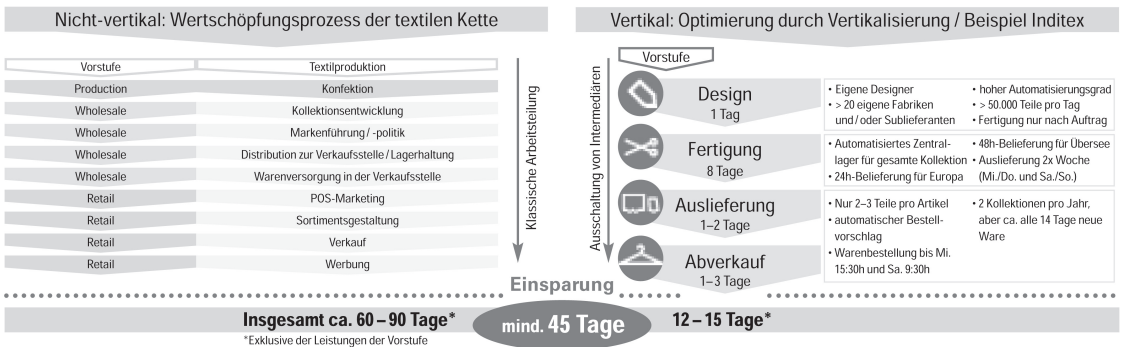 Nicht-vertikal: Wertschöpfungsprozess der textilen Kette
Vorstufe Textilproduktion
Production Konfektion
Wholesale Kollektionsentwicklung
Wholesale Markenführung / -politik
Wholesale Distribution zur Verkaufsstelle / Lagerhaltung
Wholesale Warenversorgung in der Verkaufsstelle
Retail POS-Marketing
Retail Sortimentsgestaltung
Retail Verkauf
Retail Werbung
Klassische Arbeitsteilung
Vertikal: Optimierung durch Vertikalisierung / Beispiel Inditex
Ausschaltung von Intermediären
Vorstufe
Design
1 Tag
• Eigene Designer
• > 20 eigene Fabriken
und / oder Sublieferanten
• hoher Automatisierungsgrad
• > 50.000 Teile pro Tag
• Fertigung nur nach Auftrag
Fertigung
8 Tage
• Automatisiertes Zentral-
lager für gesamte Kollektion
• 24h-Belieferung für Europa
• 48h-Belieferung für Übersee
• Auslieferung 2x Woche
(Mi./Do. und Sa./So.)
Auslieferung
1–2 Tage
• Nur 2–3 Teile pro Artikel
• automatischer Bestell-
vorschlag
• Warenbestellung bis Mi.
15:30h und Sa. 9:30h
• 2 Kollektionen pro Jahr,
aber ca. alle 14 Tage neue
Ware
Abverkauf
1–3 Tage
Einsparung
Insgesamt ca. 60 – 90 Tage*
mind. 45 Tage
12 – 15 Tage*
*Exklusive der Leistungen der Vorstufe